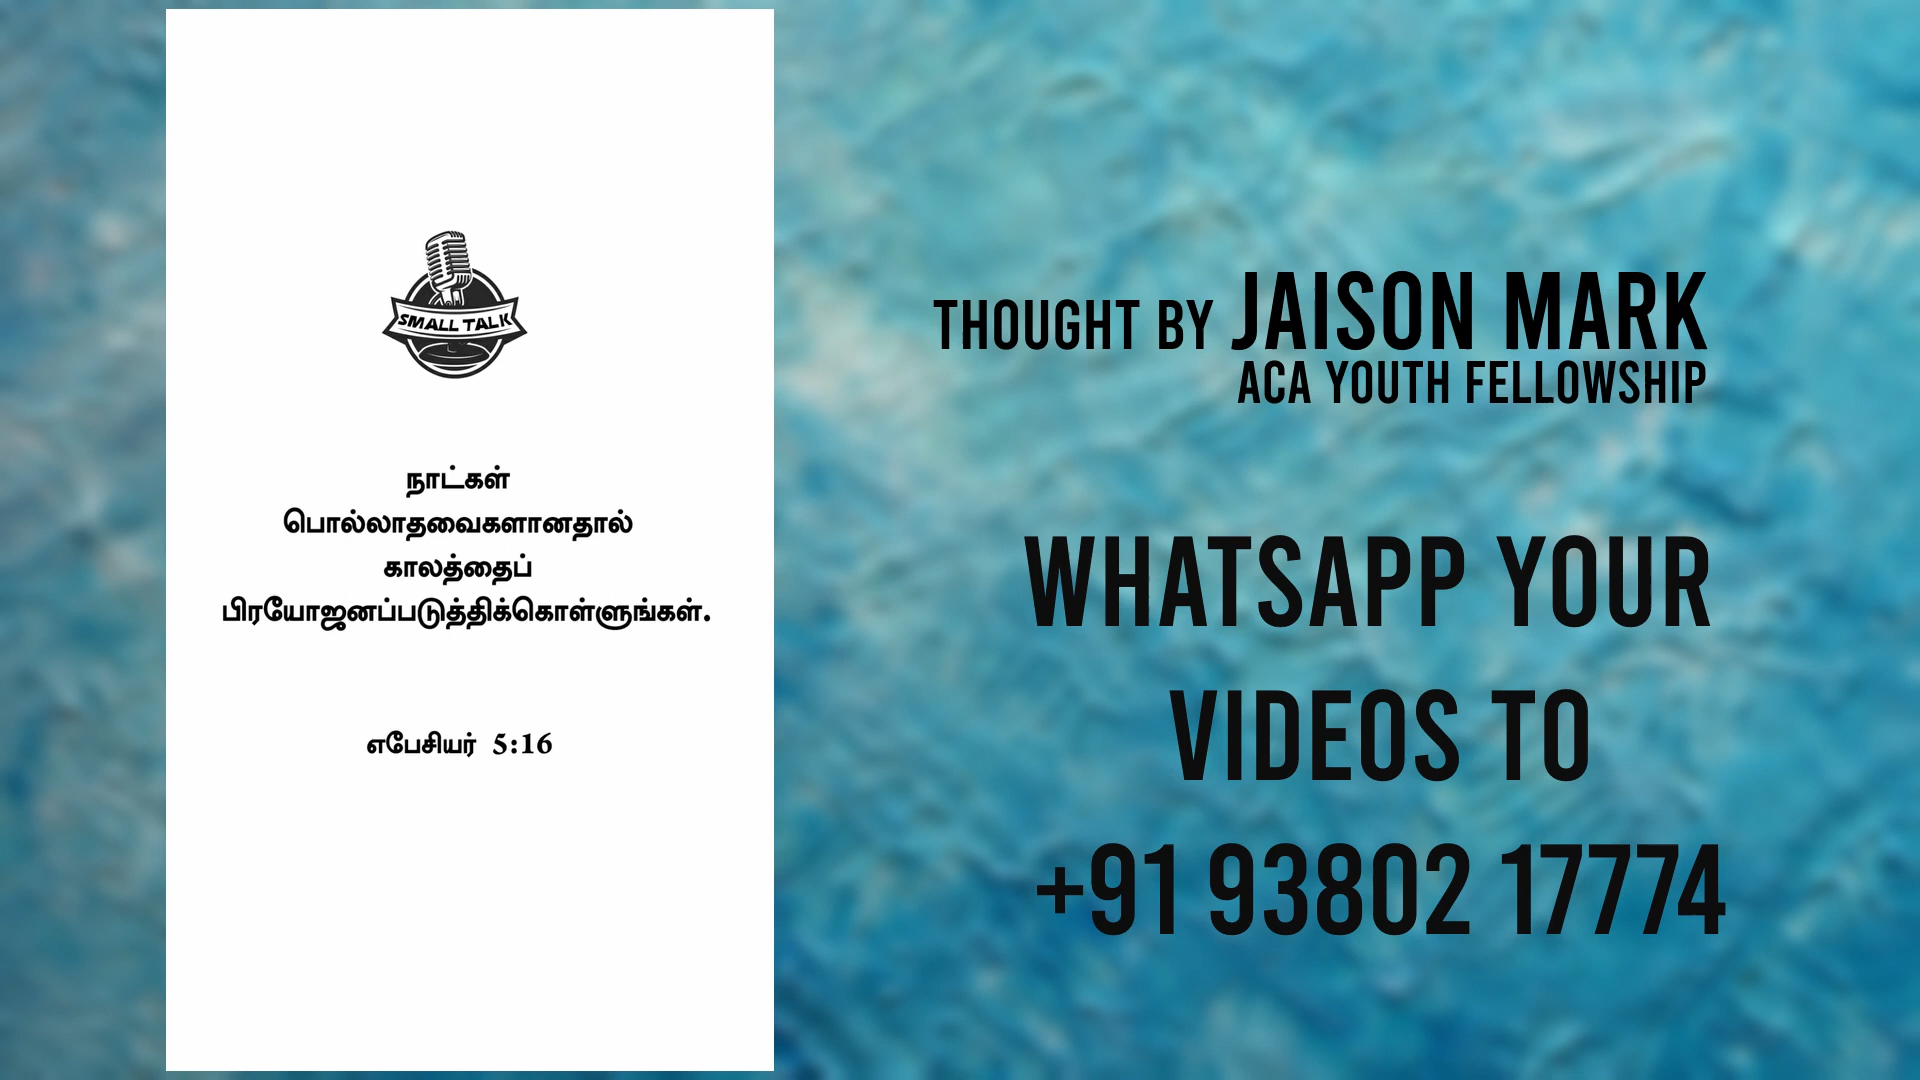 SMALL TALK
நாட்கள்
பொல்லாதவைகளானதால்
காலத்தைப்
பிரயோஜனப்படுத்திக்கொள்ளுங்கள்.
எபேசியர் 5:16
THOUGHT BY JAISON MARK
ACA YOUTH FELLOWSHIP
WHATSAPP YOUR
VIDEOS TO
+91 93802 17774